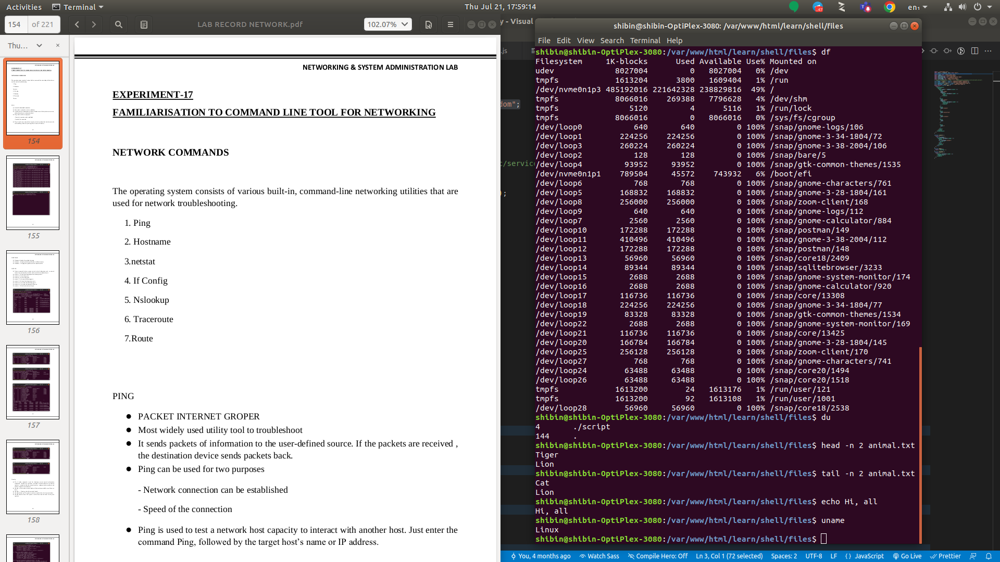 Activities
Terminal
Thu Jul 21, 17:59:14
en₁
154
of 221
LAB RECORD NETWORK.pdf
102.07%
Thu...
154
155
156
157
158
NETWORKING & SYSTEM ADMINISTRATION LAB
EXPERIMENT-17
FAMILIARISATION TO COMMAND LINE TOOL FOR NETWORKING
NETWORK COMMANDS
The operating system consists of various built-in, command-line networking utilities that are
used for network troubleshooting.
1. Ping
2. Hostname
3.netstat
4. If Config
5. Nslookup
6. Traceroute
7.Route
PING
● PACKET INTERNET GROPER
● Most widely used utility tool to troubleshoot
● It sends packets of information to the user-defined source. If the packets are received ,
the destination device sends packets back.
● Ping can be used for two purposes
- Network connection can be established
- Speed of the connection
● Ping is used to test a network host capacity to interact with another host. Just enter the
command Ping, followed by the target host’s name or IP address.
y - Visual
.js
dom";
c/servic
);
shibin@shibin-OptiPlex-3080: /var/www/html/learn/shell/files
File Edit View Search Terminal Help
shibin@shibin-OptiPlex-3080:/var/www/html/learn/shell/files$ df
Filesystem 1K-blocks Used Available Use% Mounted on
udev 8027004 0 8027004 0% /dev
tmpfs 1613204 3800 1609404 1% /run
/dev/nvme0n1p3 485192016 221642328 238829816 49% /
tmpfs 8066016 269388 7796628 4% /dev/shm
tmpfs 5120 4 5116 1% /run/lock
tmpfs 8066016 0 8066016 0% /sys/fs/cgroup
/dev/loop0 640 640 0 100% /snap/gnome-logs/106
/dev/loop1 224256 224256 0 100% /snap/gnome-3-34-1804/72
/dev/loop3 260224 260224 0 100% /snap/gnome-3-38-2004/106
/dev/loop2 128 128 0 100% /snap/bare/5
/dev/loop4 93952 93952 0 100% /snap/gtk-common-themes/1535
/dev/nvme0n1p1 789504 45572 743932 6% /boot/efi
/dev/loop6 768 768 0 100% /snap/gnome-characters/761
/dev/loop5 168832 168832 0 100% /snap/gnome-3-28-1804/161
/dev/loop8 256000 256000 0 100% /snap/zoom-client/168
/dev/loop9 640 640 0 100% /snap/gnome-logs/112
/dev/loop7 2560 2560 0 100% /snap/gnome-calculator/884
/dev/loop10 172288 172288 0 100% /snap/postman/149
/dev/loop11 410496 410496 0 100% /snap/gnome-3-38-2004/112
/dev/loop12 172288 172288 0 100% /snap/postman/148
/dev/loop13 56960 56960 0 100% /snap/core18/2409
/dev/loop14 89344 89344 0 100% /snap/sqlitebrowser/3233
/dev/loop15 2688 2688 0 100% /snap/gnome-system-monitor/174
/dev/loop16 2688 2688 0 100% /snap/gnome-calculator/920
/dev/loop17 116736 116736 0 100% /snap/core/13308
/dev/loop18 224256 224256 0 100% /snap/gnome-3-34-1804/77
/dev/loop19 83328 83328 0 100% /snap/gtk-common-themes/1534
/dev/loop22 2688 2688 0 100% /snap/gnome-system-monitor/169
/dev/loop21 116736 116736 0 100% /snap/core/13425
/dev/loop20 166784 166784 0 100% /snap/gnome-3-28-1804/145
/dev/loop25 256128 256128 0 100% /snap/zoom-client/170
/dev/loop27 768 768 0 100% /snap/gnome-characters/741
/dev/loop24 63488 63488 0 100% /snap/core20/1494
/dev/loop26 63488 63488 0 100% /snap/core20/1518
tmpfs 1613200 24 1613176 1% /run/user/121
tmpfs 1613200 92 1613108 1% /run/user/1001
/dev/loop28 56960 56960 0 100% /snap/core18/2538
shibin@shibin-OptiPlex-3080:/var/www/html/learn/shell/files$ du
4 ./script
144 .
shibin@shibin-OptiPlex-3080:/var/www/html/learn/shell/files$ head -n 2 animal.txt
Tiger
Lion
shibin@shibin-OptiPlex-3080:/var/www/html/learn/shell/files$ tail -n 2 animal.txt
Cat
Lion
shibin@shibin-OptiPlex-3080:/var/www/html/learn/shell/files$ echo Hi, all
Hi, all
shibin@shibin-OptiPlex-3080:/var/www/html/learn/shell/files$ uname
Linux
shibin@shibin-OptiPlex-3080:/var/www/html/learn/shell/files$
You, 4 months ago Watch Sass Compile Hero: Off Ln 3, Col 1 (72 selected) Spaces: 2 UTF-8 LF {} JavaScript Go Live Prettier